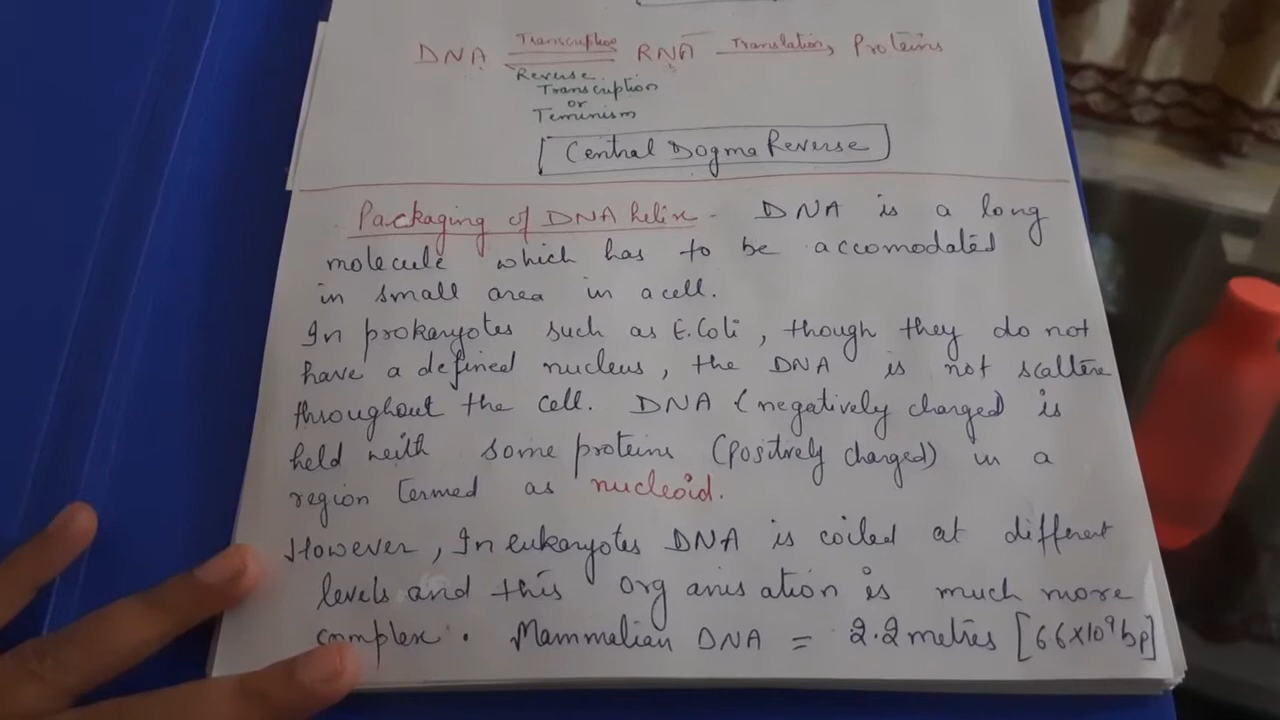 DNA Transcription RNA Translation, Proteins
Reverse
Transcription
or
Teminism
Central Dogma Reverse
Packaging of DNA helix - DNA is a long
molecule which has to be accomodated
in small area in a cell.
In prokaryotes such as E.Coli, though they do not
have a defined nucleus, the DNA is not scattere
throughout the cell. DNA (negatively charged) is
held with some proteins (positively charged) in a
region termed as nucleoid.
However, In eukaryotes DNA is coiled at different
levels and this organisation is much more
complex. Mammalian DNA = 2.2 metres [6.6x10⁹bp]